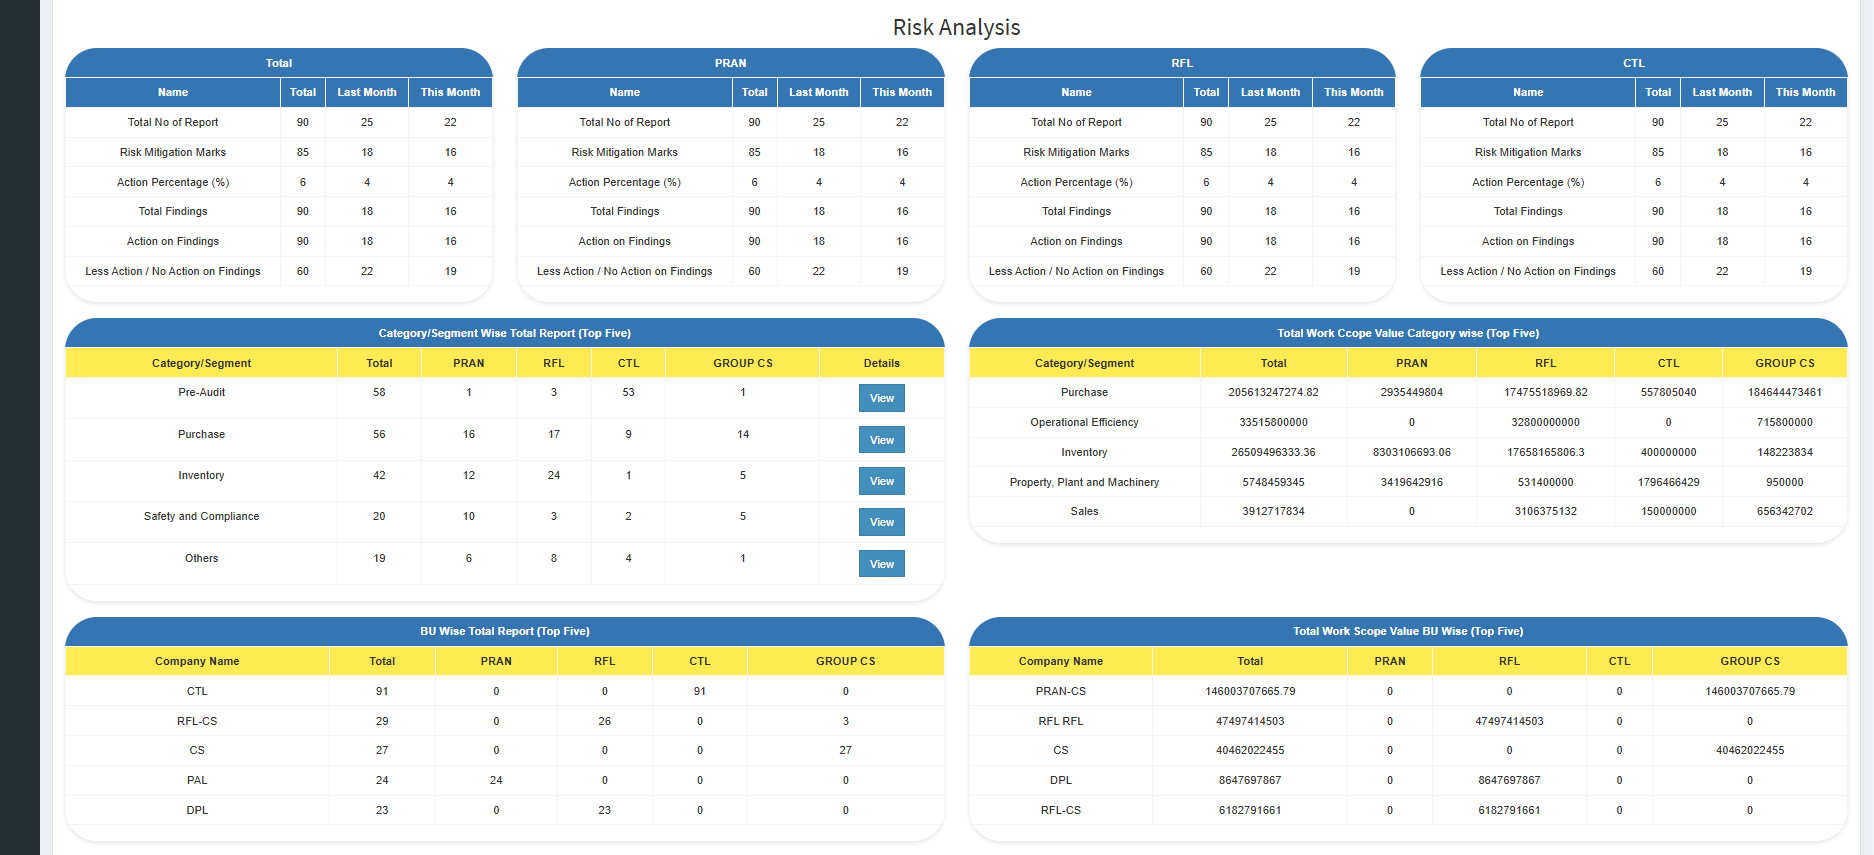 Risk Analysis
Total
Name Total Last Month This Month
Total No of Report 90 25 22
Risk Mitigation Marks 85 18 16
Action Percentage (%) 6 4 4
Total Findings 90 18 16
Action on Findings 90 18 16
Less Action / No Action on Findings 60 22 19
PRAN
Name Total Last Month This Month
Total No of Report 90 25 22
Risk Mitigation Marks 85 18 16
Action Percentage (%) 6 4 4
Total Findings 90 18 16
Action on Findings 90 18 16
Less Action / No Action on Findings 60 22 19
RFL
Name Total Last Month This Month
Total No of Report 90 25 22
Risk Mitigation Marks 85 18 16
Action Percentage (%) 6 4 4
Total Findings 90 18 16
Action on Findings 90 18 16
Less Action / No Action on Findings 60 22 19
CTL
Name Total Last Month This Month
Total No of Report 90 25 22
Risk Mitigation Marks 85 18 16
Action Percentage (%) 6 4 4
Total Findings 90 18 16
Action on Findings 90 18 16
Less Action / No Action on Findings 60 22 19
Category/Segment Wise Total Report (Top Five)
Category/Segment Total PRAN RFL CTL GROUP CS Details
Pre-Audit 58 1 3 53 1 View
Purchase 56 16 17 9 14 View
Inventory 42 12 24 1 5 View
Safety and Compliance 20 10 3 2 5 View
Others 19 6 8 4 1 View
Total Work Ccope Value Category wise (Top Five)
Category/Segment Total PRAN RFL CTL GROUP CS
Purchase 205613247274.82 2935449804 17475518969.82 557805040 184644473461
Operational Efficiency 33515800000 0 32800000000 0 715800000
Inventory 26509496333.36 8303106693.06 17658165806.3 400000000 148223834
Property, Plant and Machinery 5748459345 3419642916 531400000 1796466429 950000
Sales 3912717834 0 3106375132 150000000 656342702
BU Wise Total Report (Top Five)
Company Name Total PRAN RFL CTL GROUP CS
CTL 91 0 0 91 0
RFL-CS 29 0 26 0 3
CS 27 0 0 0 27
PAL 24 24 0 0 0
DPL 23 0 23 0 0
Total Work Scope Value BU Wise (Top Five)
Company Name Total PRAN RFL CTL GROUP CS
PRAN-CS 146003707665.79 0 0 0 146003707665.79
RFL RFL 47497414503 0 47497414503 0 0
CS 40462022455 0 0 0 40462022455
DPL 8647697867 0 8647697867 0 0
RFL-CS 6182791661 0 6182791661 0 0